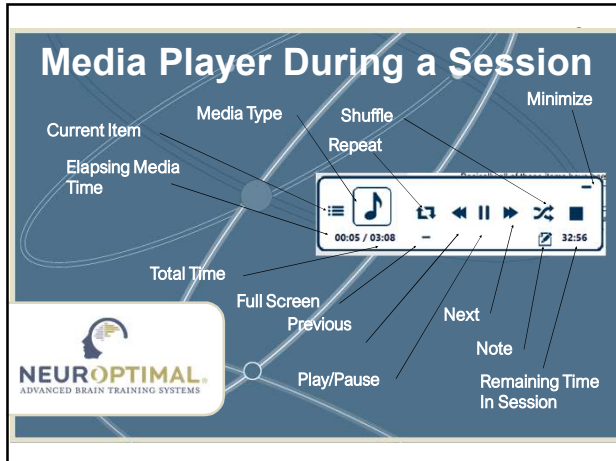 Media Player During a Session
Minimize
Media Type
Shuffle
Current Item
Repeat
Elapsing Media
Time
00:05 / 03:08
32:56
Total Time
Full Screen
Previous
Next
Note
Play/Pause
Remaining Time
In Session
NEUROPTIMAL®
ADVANCED BRAIN TRAINING SYSTEMS